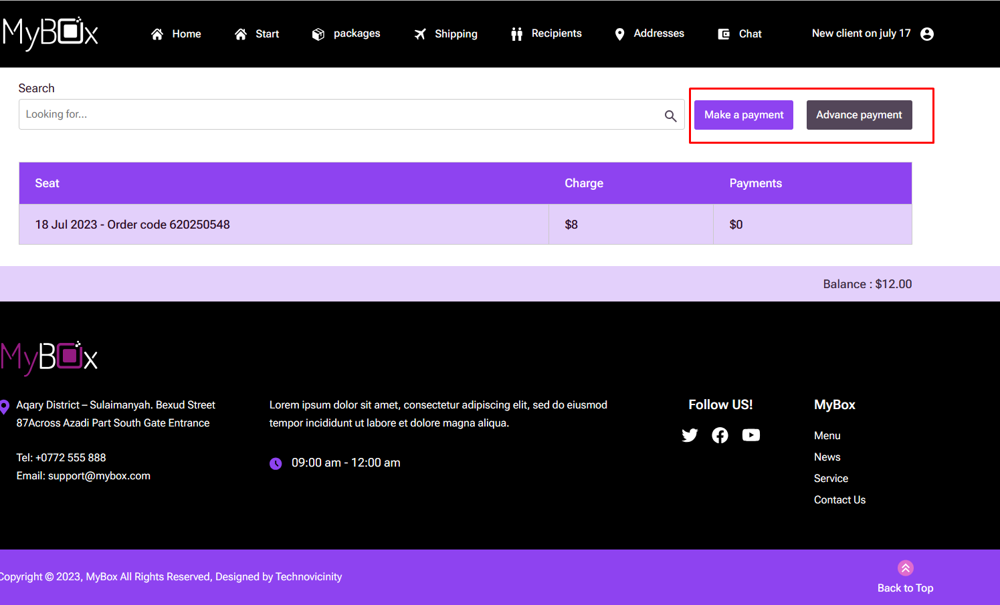 MyBox
Home
Start
packages
Shipping
Recipients
Addresses
Chat
New client on july 17
Search
Looking for...
Make a payment
Advance payment
Seat
Charge
Payments
18 Jul 2023 - Order code 620250548
$8
$0
Balance : $12.00
MyBox
Aqary District – Sulaimanyah. Bexud Street
87Across Azadi Part South Gate Entrance
Tel: +0772 555 888
Email: support@mybox.com
Lorem ipsum dolor sit amet, consectetur adipiscing elit, sed do eiusmod
tempor incididunt ut labore et dolore magna aliqua.
09:00 am - 12:00 am
Follow US!
MyBox
Menu
News
Service
Contact Us
Copyright © 2023, MyBox All Rights Reserved, Designed by Technovicinity
Back to Top